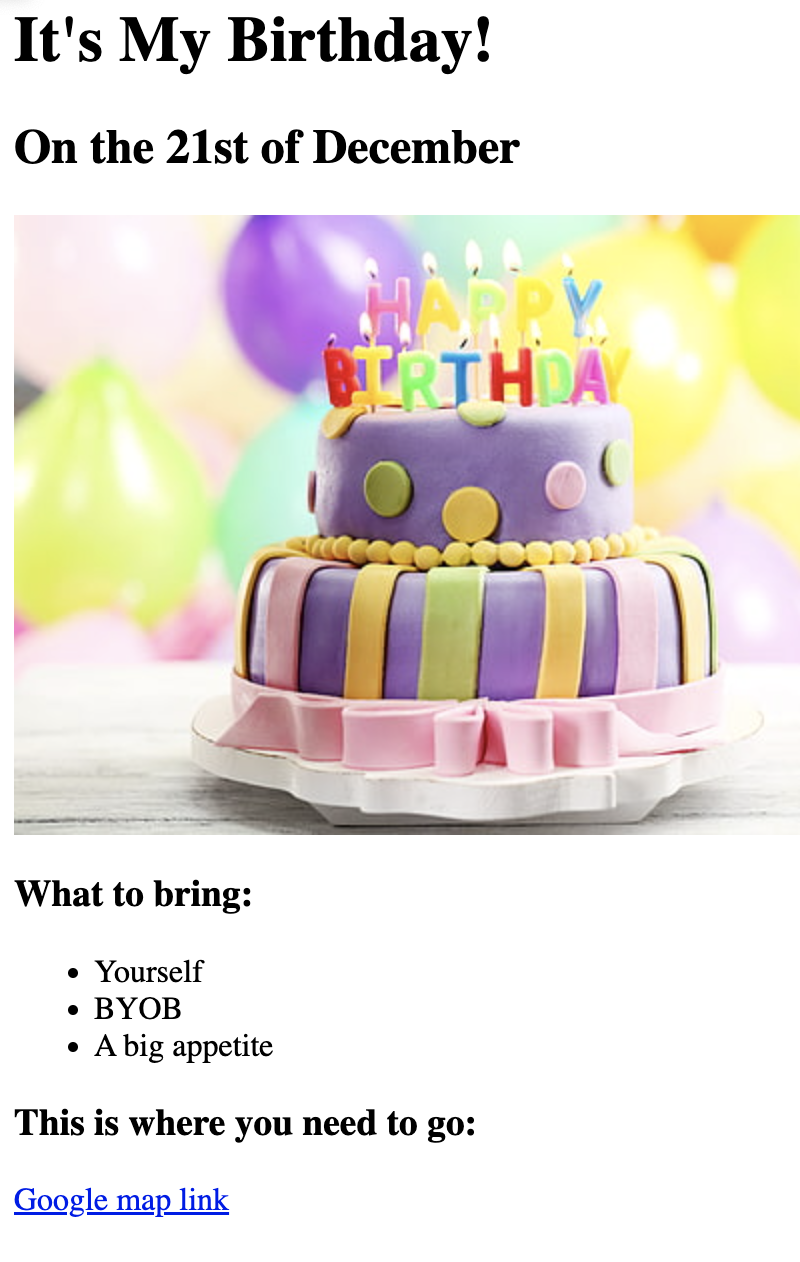 It's My Birthday!
On the 21st of December
HAPPY
BIRTHDAY
What to bring:
Yourself
BYOB
A big appetite
This is where you need to go:
Google map link